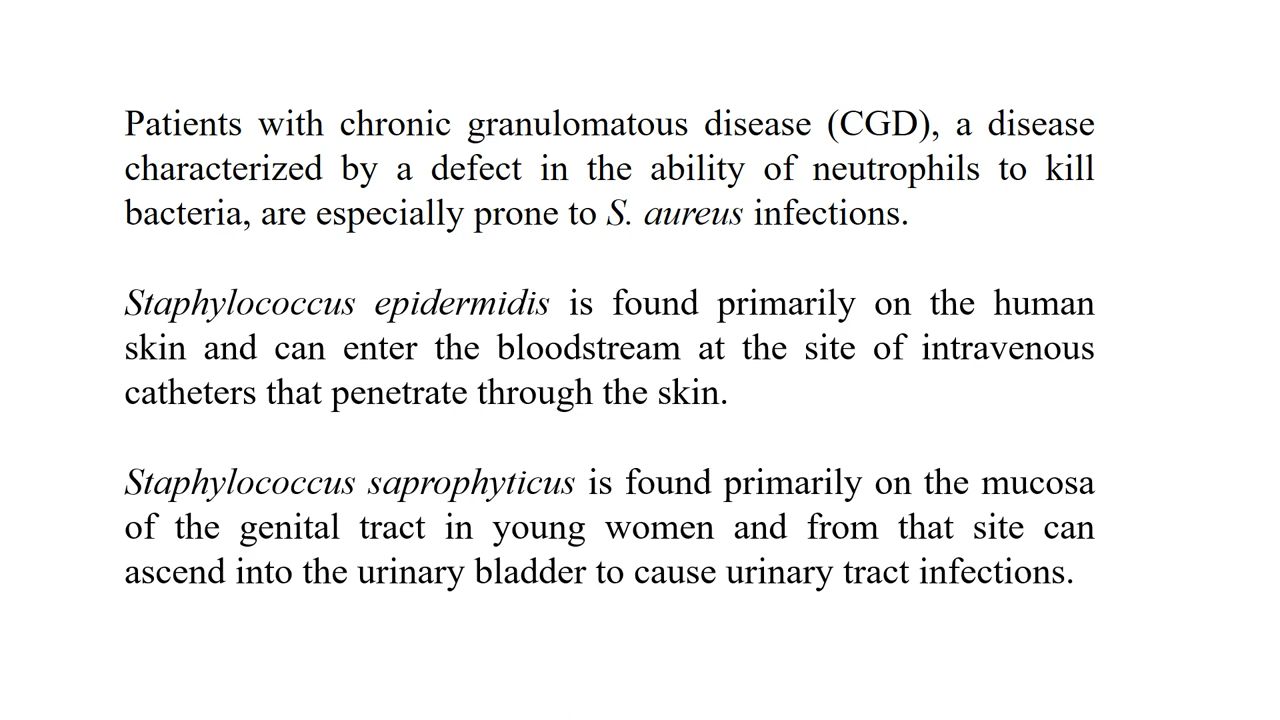 Patients with chronic granulomatous disease (CGD), a disease
characterized by a defect in the ability of neutrophils to kill
bacteria, are especially prone to S. aureus infections.
Staphylococcus epidermidis is found primarily on the human
skin and can enter the bloodstream at the site of intravenous
catheters that penetrate through the skin.
Staphylococcus saprophyticus is found primarily on the mucosa
of the genital tract in young women and from that site can
ascend into the urinary bladder to cause urinary tract infections.